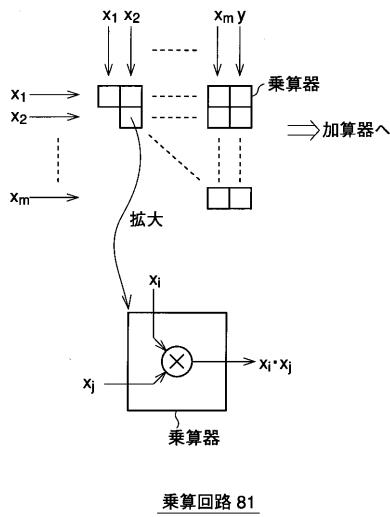 x1 x2 xm y
乗算器
x1
x2
加算器へ
xm
拡大
xi
xj
xi・xj
乗算器
乗算回路 81